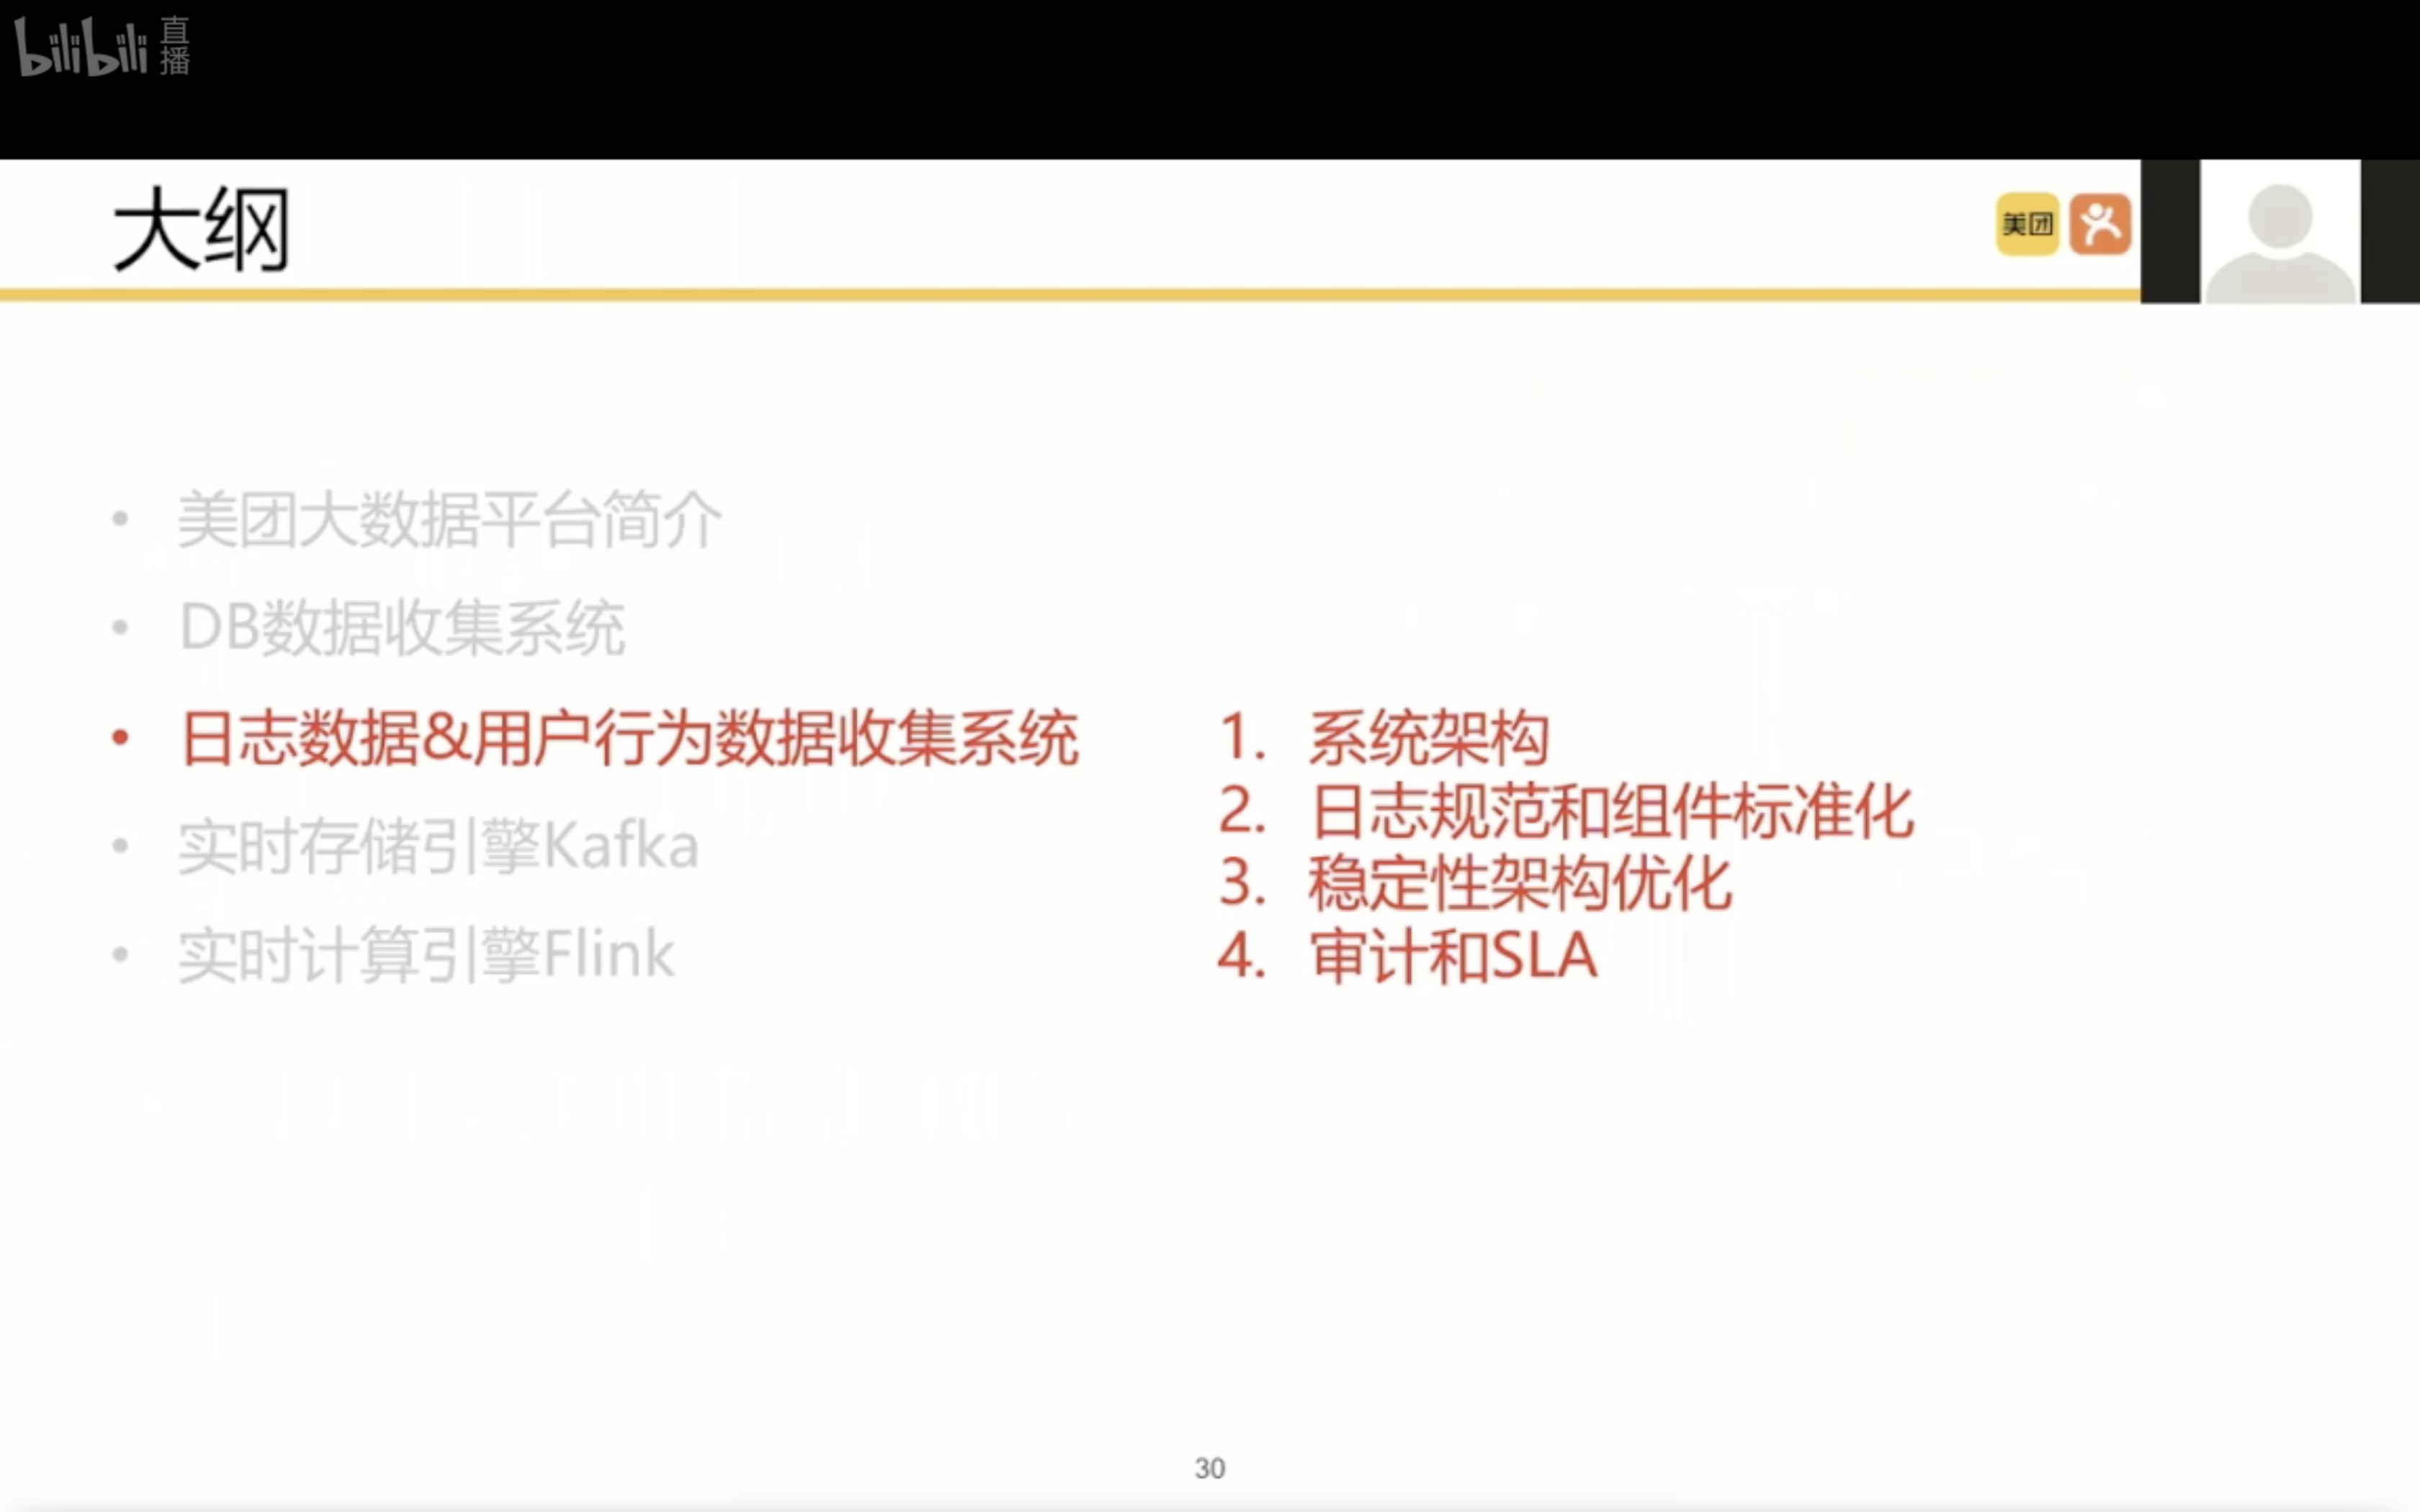 bilibili 直播
大纲
美团
• 美团大数据平台简介
• DB数据收集系统
• 日志数据&用户行为数据收集系统
• 实时存储引擎Kafka
• 实时计算引擎Flink
1. 系统架构
2. 日志规范和组件标准化
3. 稳定性架构优化
4. 审计和SLA
30